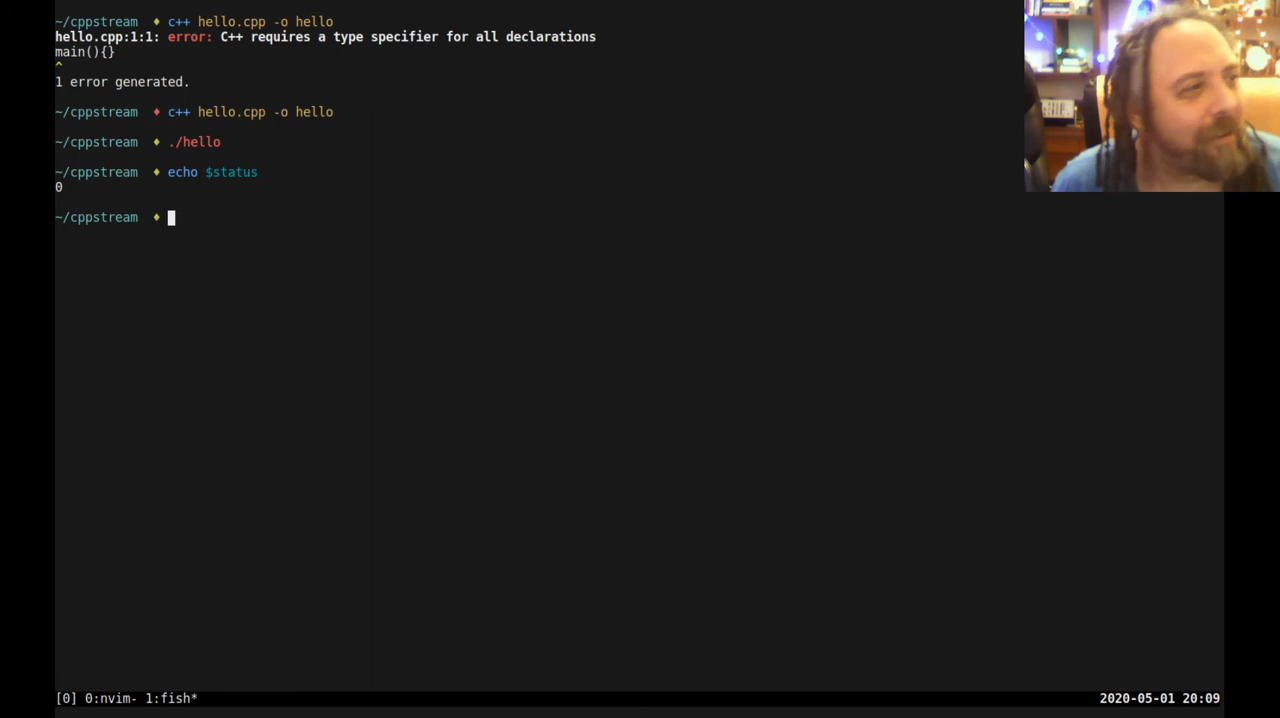 ~/cppstream ♦ c++ hello.cpp -o hello
hello.cpp:1:1: error: C++ requires a type specifier for all declarations
main(){}
^
1 error generated.
~/cppstream ♦ c++ hello.cpp -o hello
~/cppstream ♦ ./hello
~/cppstream ♦ echo $status
0
~/cppstream ♦
[0] 0:nvim- 1:fish* 2020-05-01 20:09